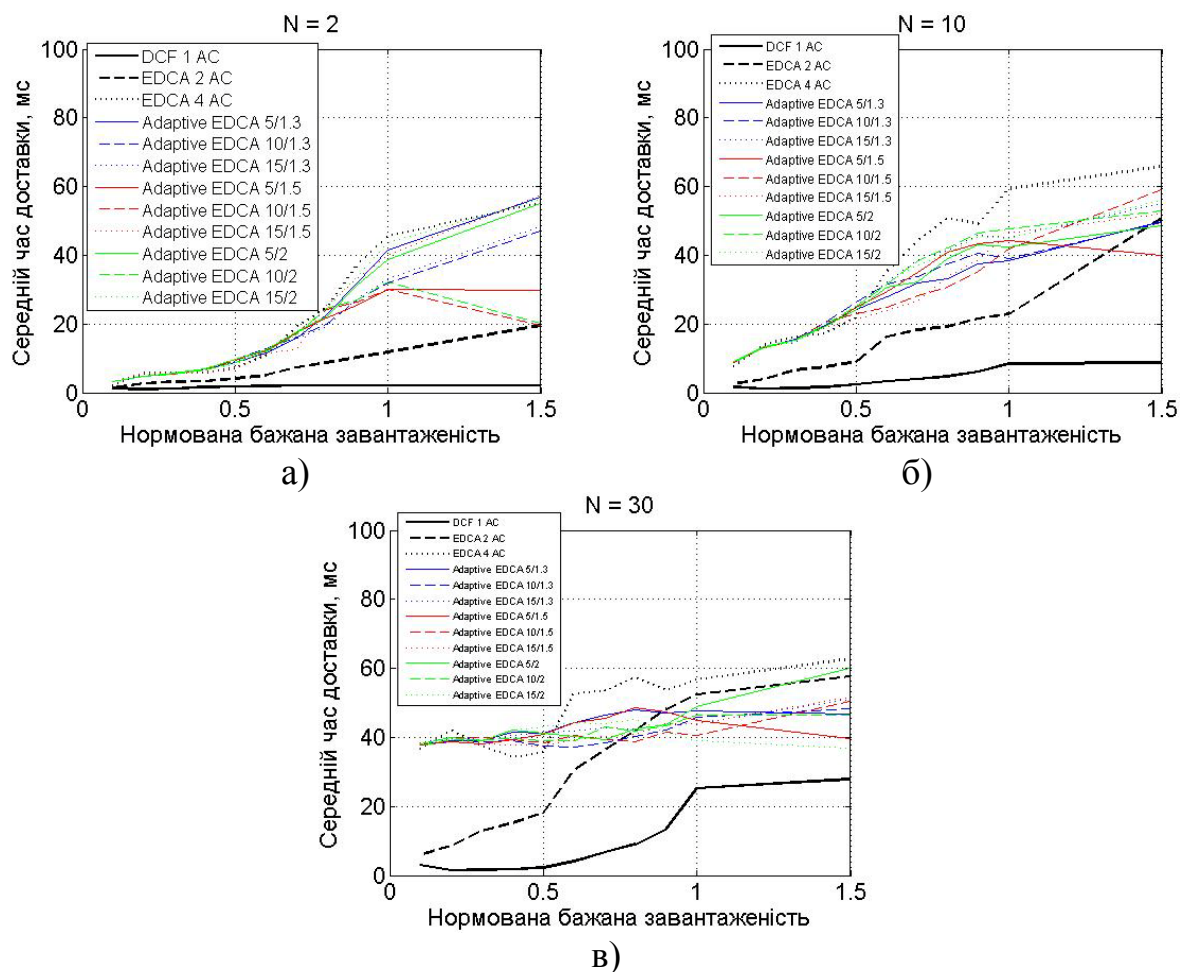 N = 2
100
80
60
40
20
0
0
0.5
1
1.5
Середній час доставки, мс
Нормована бажана завантаженість
DCF 1 AC
EDCA 2 AC
EDCA 4 AC
Adaptive EDCA 5/1.3
Adaptive EDCA 10/1.3
Adaptive EDCA 15/1.3
Adaptive EDCA 5/1.5
Adaptive EDCA 10/1.5
Adaptive EDCA 15/1.5
Adaptive EDCA 5/2
Adaptive EDCA 10/2
Adaptive EDCA 15/2
а)
N = 10
100
80
60
40
20
0
0
0.5
1
1.5
Середній час доставки, мс
Нормована бажана завантаженість
DCF 1 AC
EDCA 2 AC
EDCA 4 AC
Adaptive EDCA 5/1.3
Adaptive EDCA 10/1.3
Adaptive EDCA 15/1.3
Adaptive EDCA 5/1.5
Adaptive EDCA 10/1.5
Adaptive EDCA 15/1.5
Adaptive EDCA 5/2
Adaptive EDCA 10/2
Adaptive EDCA 15/2
б)
N = 30
100
80
60
40
20
0
0
0.5
1
1.5
Середній час доставки, мс
Нормована бажана завантаженість
DCF 1 AC
EDCA 2 AC
EDCA 4 AC
Adaptive EDCA 5/1.3
Adaptive EDCA 10/1.3
Adaptive EDCA 15/1.3
Adaptive EDCA 5/1.5
Adaptive EDCA 10/1.5
Adaptive EDCA 15/1.5
Adaptive EDCA 5/2
Adaptive EDCA 10/2
Adaptive EDCA 15/2
в)